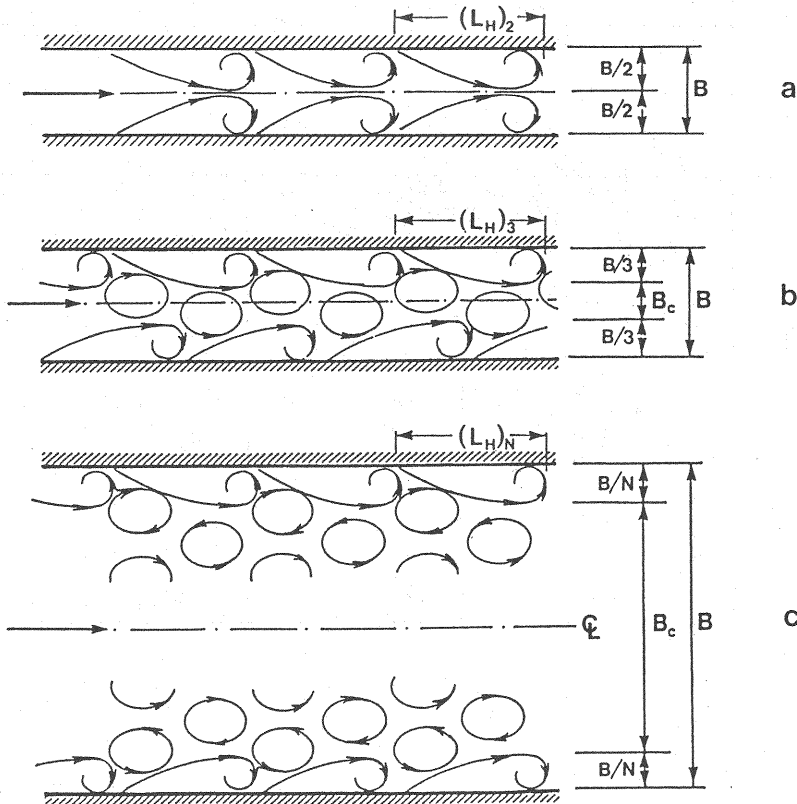 (L_H)_2
B/2
B/2
B
a
(L_H)_3
B/3
B_c
B
B/3
b
(L_H)_N
B/N
B_c
B
B/N
℄
c